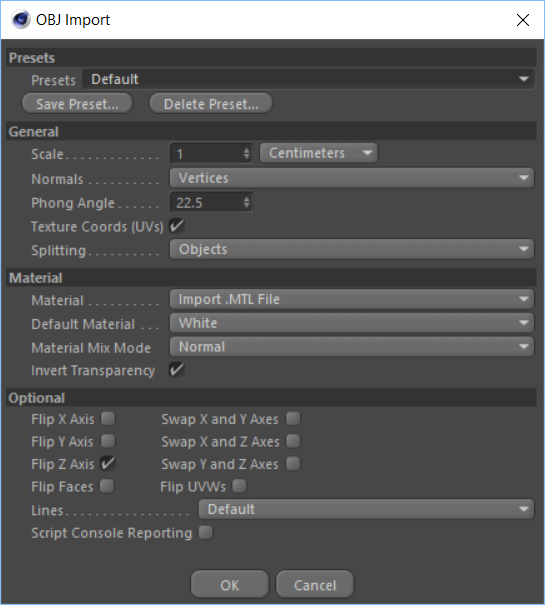 OBJ Import
Presets
Presets Default
Save Preset... Delete Preset...
General
Scale............. 1 Centimeters
Normals .......... Vertices
Phong Angle ...... 22.5
Texture Coords (UVs)
Splitting.......... Objects
Material
Material .......... Import .MTL File
Default Material ... White
Material Mix Mode Normal
Invert Transparency
Optional
Flip X Axis Swap X and Y Axes
Flip Y Axis Swap X and Z Axes
Flip Z Axis Swap Y and Z Axes
Flip Faces Flip UVWs
Lines................. Default
Script Console Reporting
OK Cancel